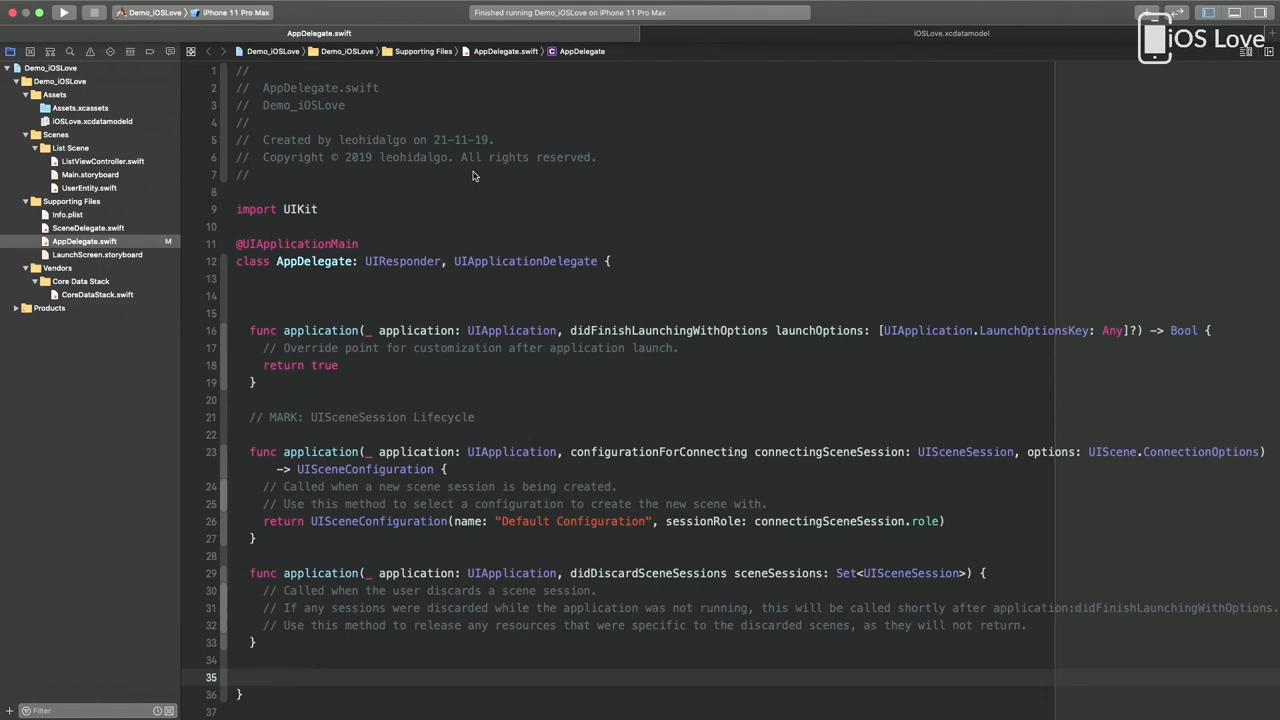 Demo_iOSLove
iPhone 11 Pro Max
Finished running Demo_iOSLove on iPhone 11 Pro Max
iOS Love
AppDelegate.swift
iOSLove.xcdatamodel
Demo_iOSLove
Demo_iOSLove
Supporting Files
AppDelegate.swift
AppDelegate
Demo_iOSLove
Demo_iOSLove
Assets
Assets.xcassets
iOSLove.xcdatamodeld
Scenes
List Scene
ListViewController.swift
Main.storyboard
UserEntity.swift
Supporting Files
Info.plist
SceneDelegate.swift
AppDelegate.swift M
LaunchScreen.storyboard
Vendors
Core Data Stack
CoreDataStack.swift
Products
Filter
1 //
2 //  AppDelegate.swift
3 //  Demo_iOSLove
4 //
5 //  Created by leohidalgo on 21-11-19.
6 //  Copyright © 2019 leohidalgo. All rights reserved.
7 //
8
9 import UIKit
10
11 @UIApplicationMain
12 class AppDelegate: UIResponder, UIApplicationDelegate {
13
14
15
16   func application(_ application: UIApplication, didFinishLaunchingWithOptions launchOptions: [UIApplication.LaunchOptionsKey: Any]?) -> Bool {
17     // Override point for customization after application launch.
18     return true
19   }
20
21   // MARK: UISceneSession Lifecycle
22
23   func application(_ application: UIApplication, configurationForConnecting connectingSceneSession: UISceneSession, options: UIScene.ConnectionOptions)
-> UISceneConfiguration {
24     // Called when a new scene session is being created.
25     // Use this method to select a configuration to create the new scene with.
26     return UISceneConfiguration(name: "Default Configuration", sessionRole: connectingSceneSession.role)
27   }
28
29   func application(_ application: UIApplication, didDiscardSceneSessions sceneSessions: Set<UISceneSession>) {
30     // Called when the user discards a scene session.
31     // If any sessions were discarded while the application was not running, this will be called shortly after application:didFinishLaunchingWithOptions.
32     // Use this method to release any resources that were specific to the discarded scenes, as they will not return.
33   }
34
35
36 }
37